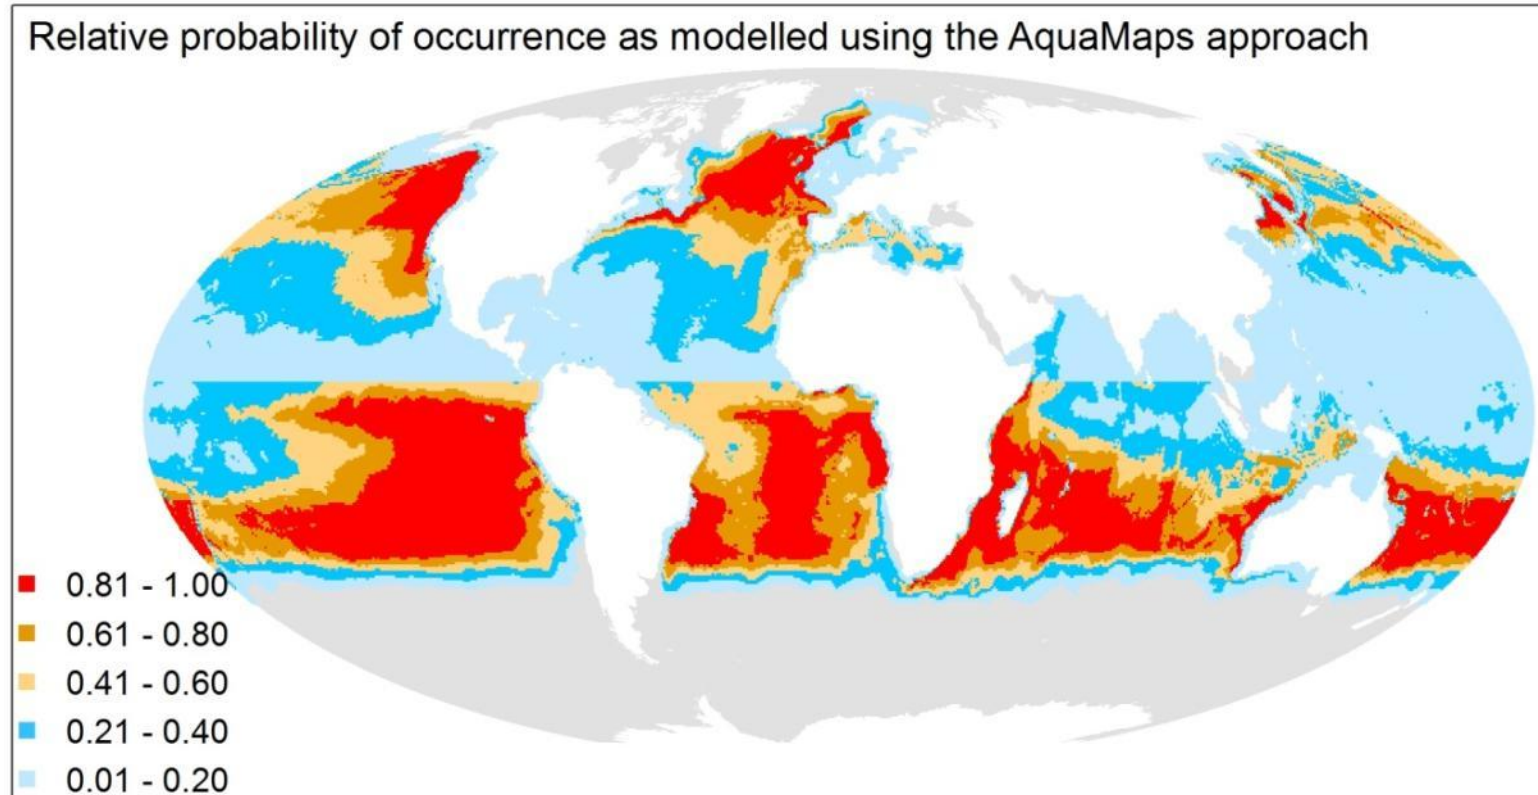 Relative probability of occurrence as modelled using the AquaMaps approach
0.81 - 1.00
0.61 - 0.80
0.41 - 0.60
0.21 - 0.40
0.01 - 0.20